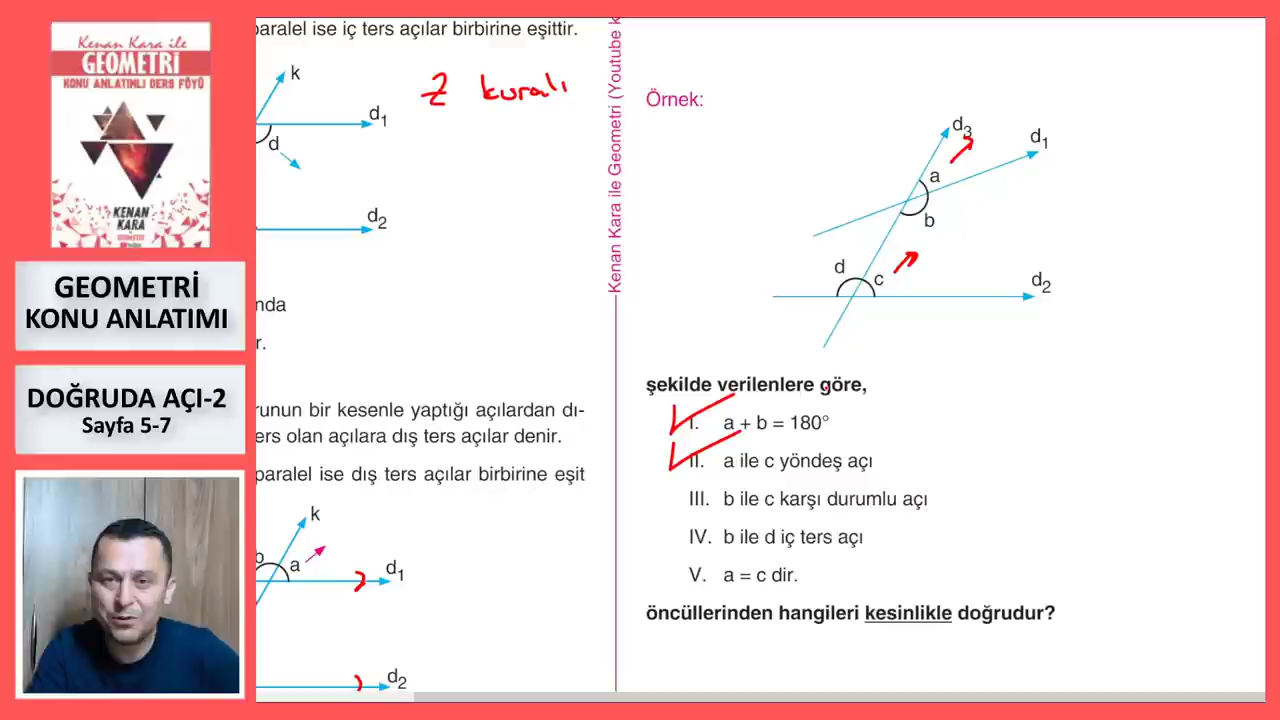 Kenan Kara ile
GEOMETRİ
KONU ANLATIMLI DERS FÖYÜ
KENAN
KARA
GEOMETRİ
KONU ANLATIMI
DOĞRUDA AÇI-2
Sayfa 5-7
paralel ise iç ters açılar birbirine eşittir.
Z kuralı
k
d1
d
d2
nda
r.
runun bir kesenle yaptığı açılardan dı-
ers olan açılara dış ters açılar denir.
paralel ise dış ters açılar birbirine eşit
k
b
a
d1
d2
Kenan Kara ile Geometri (Youtube k
Örnek:
d3
d1
a
b
d
c
d2
şekilde verilenlere göre,
I. a + b = 180°
II. a ile c yöndeş açı
III. b ile c karşı durumlu açı
IV. b ile d iç ters açı
V. a = c dir.
öncüllerinden hangileri kesinlikle doğrudur?